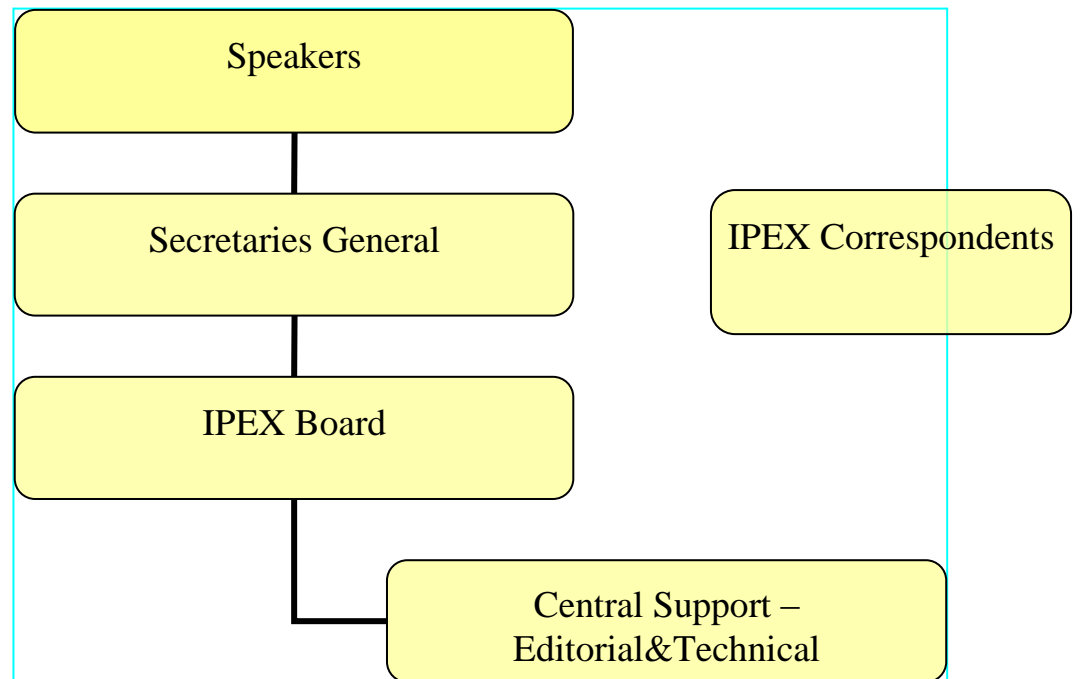 Speakers
Secretaries General
IPEX Correspondents
IPEX Board
Central Support –
Editorial&Technical